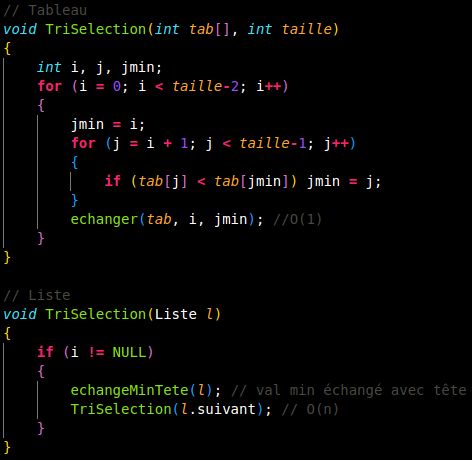 // Tableau
void TriSelection(int tab[], int taille)
{
int i, j, jmin;
for (i = 0; i < taille-2; i++)
{
jmin = i;
for (j = i + 1; j < taille-1; j++)
{
if (tab[j] < tab[jmin]) jmin = j;
}
echanger(tab, i, jmin); //O(1)
}
}
// Liste
void TriSelection(Liste l)
{
if (i != NULL)
{
echangeMinTete(l); // val min échangé avec tête
TriSelection(l.suivant); // O(n)
}
}